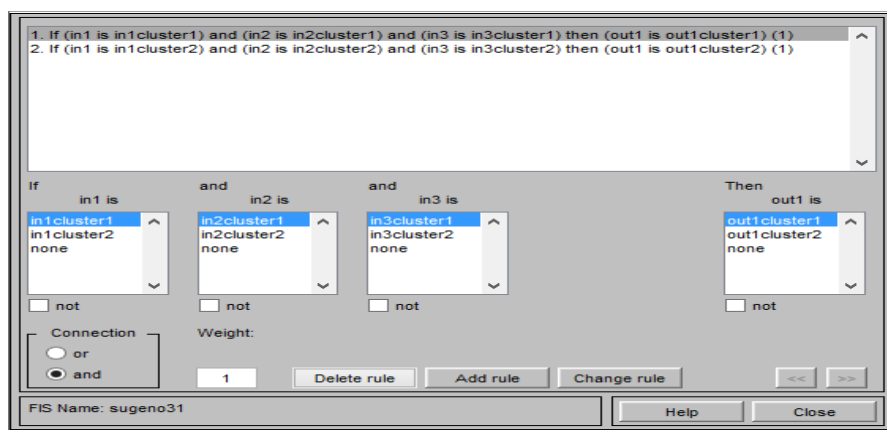 1. If (in1 is in1cluster1) and (in2 is in2cluster1) and (in3 is in3cluster1) then (out1 is out1cluster1) (1)
2. If (in1 is in1cluster2) and (in2 is in2cluster2) and (in3 is in3cluster2) then (out1 is out1cluster2) (1)
If and and Then
in1 is in2 is in3 is out1 is
in1cluster1 in2cluster1 in3cluster1 out1cluster1
in1cluster2 in2cluster2 in3cluster2 out1cluster2
none none none none
not not not not
Connection Weight:
or
and 1 Delete rule Add rule Change rule << >>
FIS Name: sugeno31 Help Close